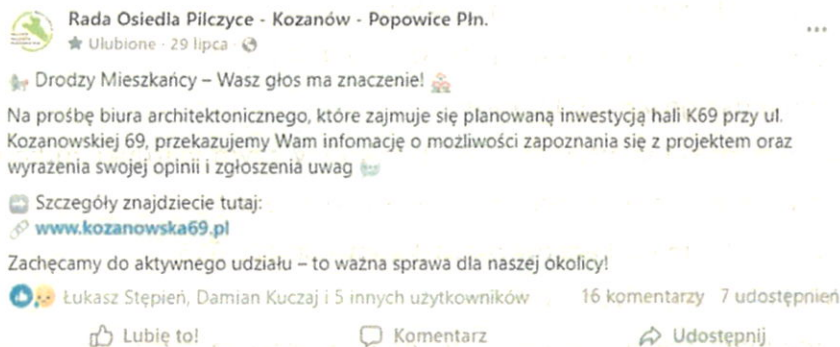 Rada Osiedla Pilczyce - Kozanów - Popowice Płn.
Ulubione · 29 lipca ·
Drodzy Mieszkańcy – Wasz głos ma znaczenie!
Na prośbę biura architektonicznego, które zajmuje się planowaną inwestycją hali K69 przy ul.
Kozanowskiej 69, przekazujemy Wam infomację o możliwości zapoznania się z projektem oraz
wyrażenia swojej opinii i zgłoszenia uwag
Szczegóły znajdziecie tutaj:
www.kozanowska69.pl
Zachęcamy do aktywnego udziału – to ważna sprawa dla naszej okolicy!
Łukasz Stępień, Damian Kuczaj i 5 innych użytkowników 16 komentarzy 7 udostępnień
Lubię to! Komentarz Udostępnij